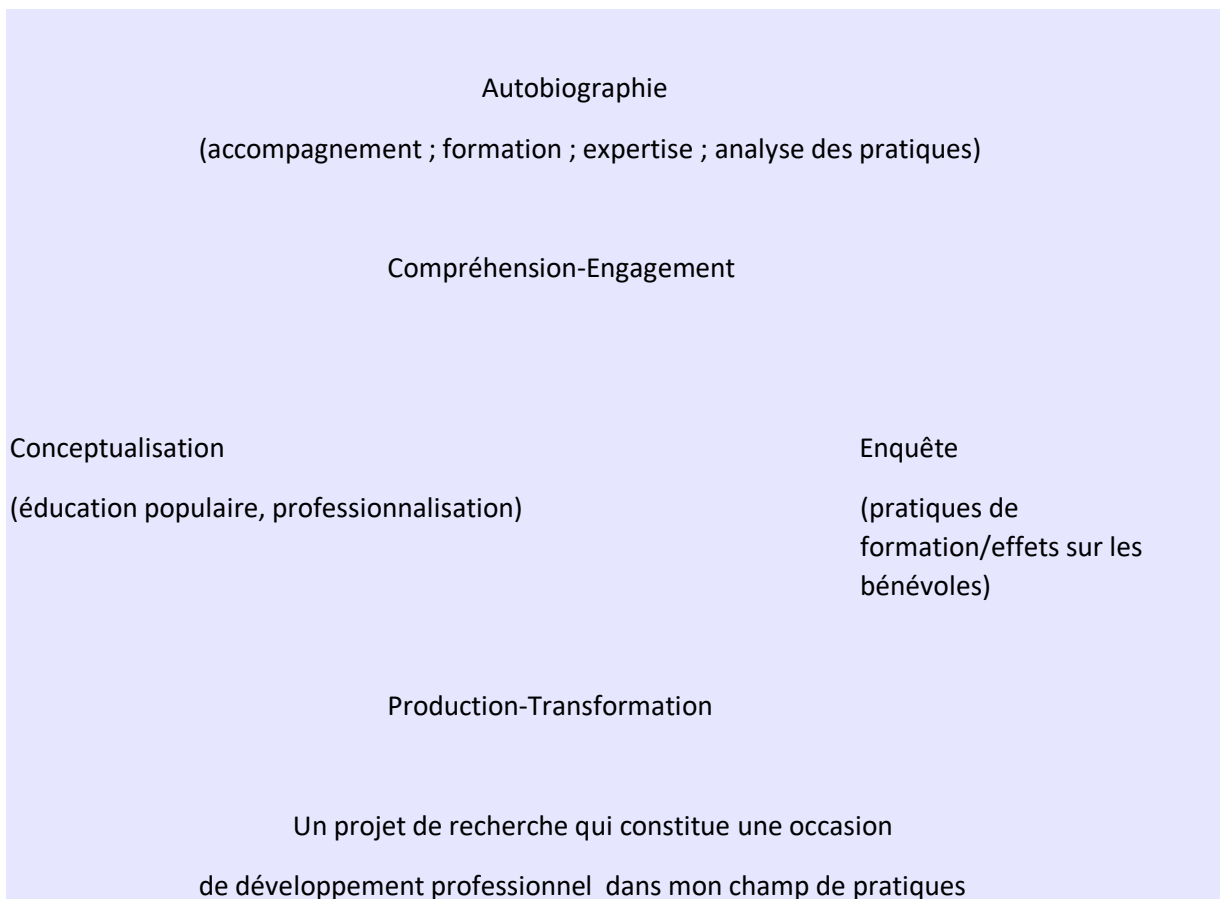 Autobiographie
(accompagnement ; formation ; expertise ; analyse des pratiques)
Compréhension-Engagement
Conceptualisation
(éducation populaire, professionnalisation)
Enquête
(pratiques de
formation/effets sur les
bénévoles)
Production-Transformation
Un projet de recherche qui constitue une occasion
de développement professionnel  dans mon champ de pratiques